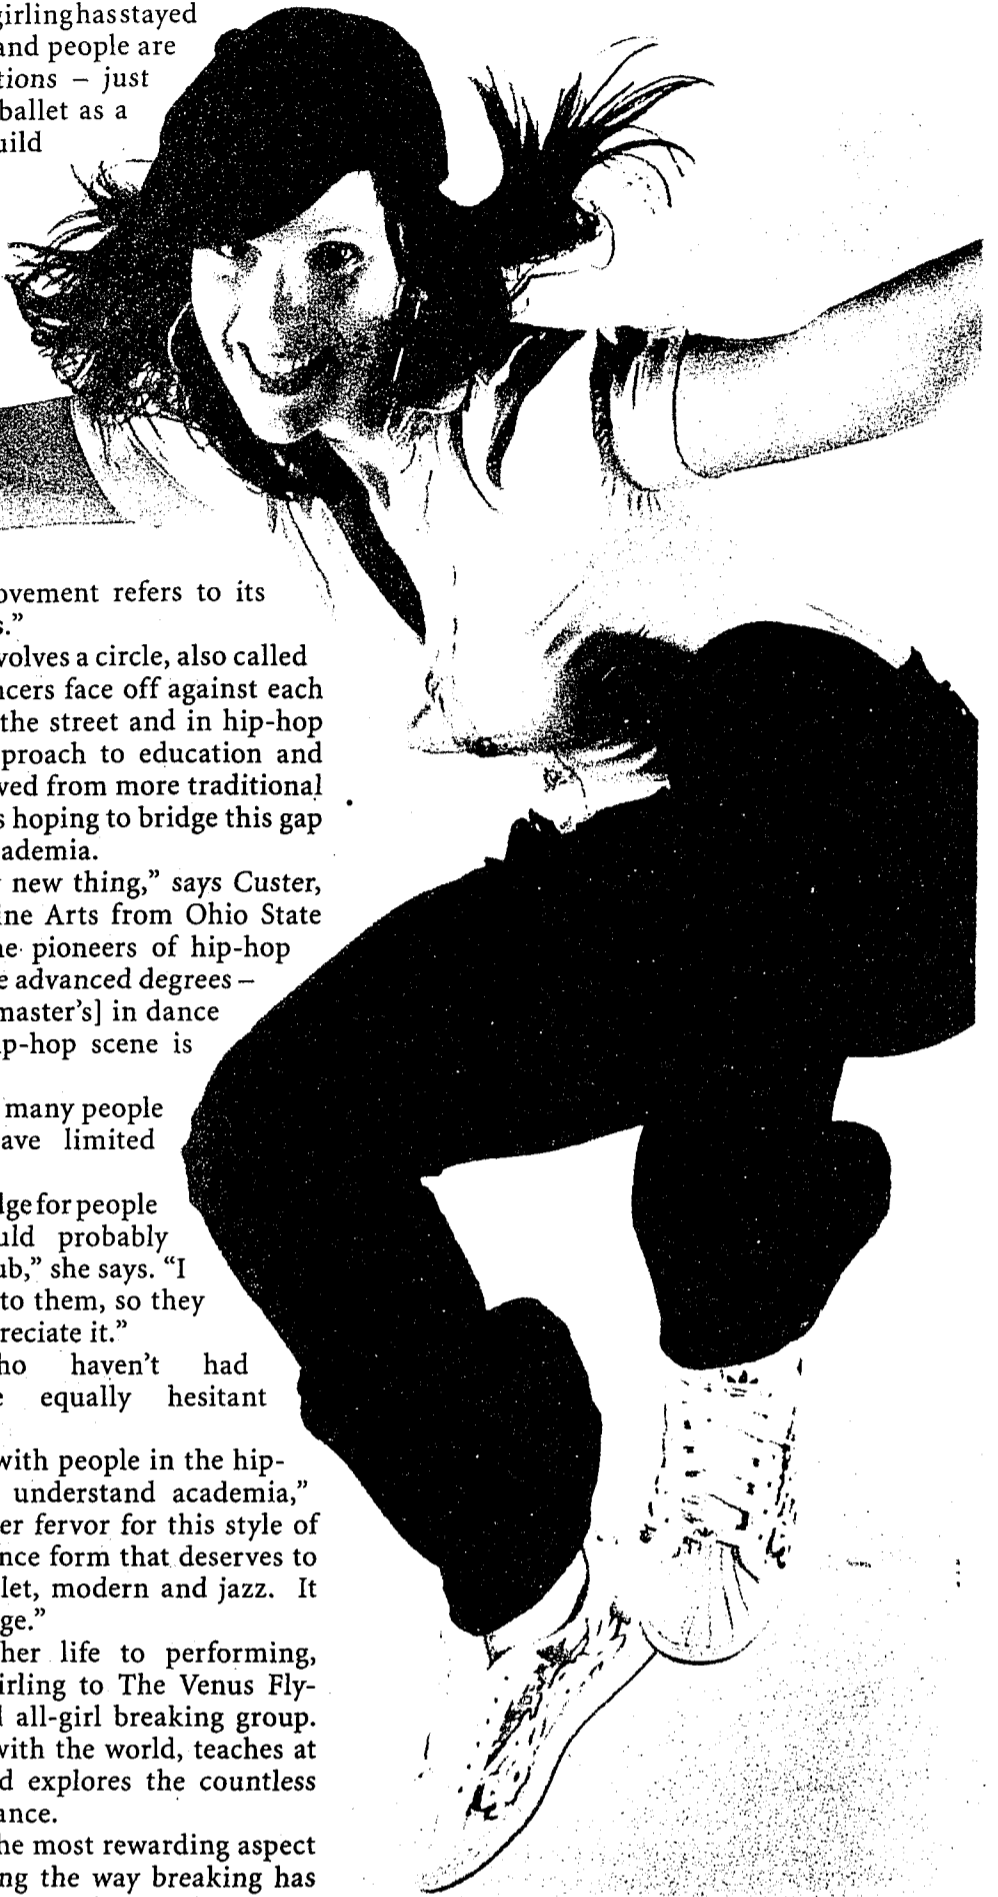 girlinghasstayed
and people are
tions – just
ballet as a
uild
ovement refers to its
s.”
volves a circle, also called
ncers face off against each
the street and in hip-hop
proach to education and
ved from more traditional
s hoping to bridge this gap
ademia.
new thing,” says Custer,
ine Arts from Ohio State
ne pioneers of hip-hop
e advanced degrees –
master's] in dance
ip-hop scene is
many people
ave limited
lge for people
uld probably
ub,” she says. “I
to them, so they
reciate it.”
ho haven't had
e equally hesitant
with people in the hip-
understand academia,”
er fervor for this style of
nce form that deserves to
let, modern and jazz. It
ge.”
her life to performing,
irling to The Venus Fly-
l all-girl breaking group.
with the world, teaches at
d explores the countless
ance.
he most rewarding aspect
ng the way breaking has